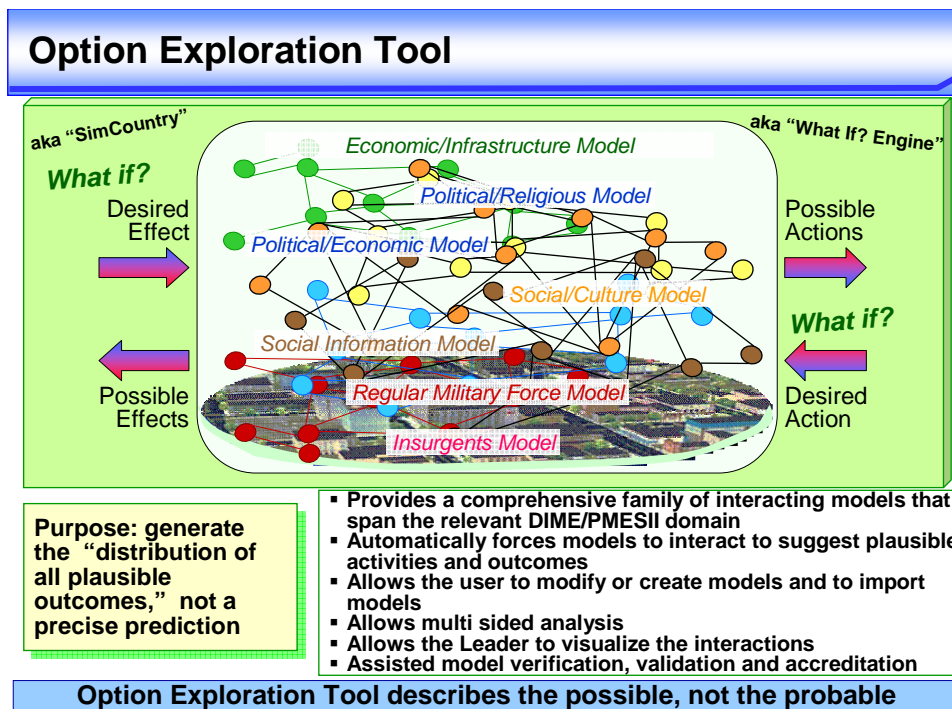 Option Exploration Tool
aka “SimCountry”
aka “What If? Engine”
What if?
Desired
Effect
Possible
Effects
Economic/Infrastructure Model
Political/Religious Model
Political/Economic Model
Social/Culture Model
Social Information Model
Regular Military Force Model
Insurgents Model
Possible
Actions
What if?
Desired
Action
Purpose: generate
the “distribution of
all plausible
outcomes,” not a
precise prediction
▪ Provides a comprehensive family of interacting models that
span the relevant DIME/PMESII domain
▪ Automatically forces models to interact to suggest plausible
activities and outcomes
▪ Allows the user to modify or create models and to import
models
▪ Allows multi sided analysis
▪ Allows the Leader to visualize the interactions
▪ Assisted model verification, validation and accreditation
Option Exploration Tool describes the possible, not the probable